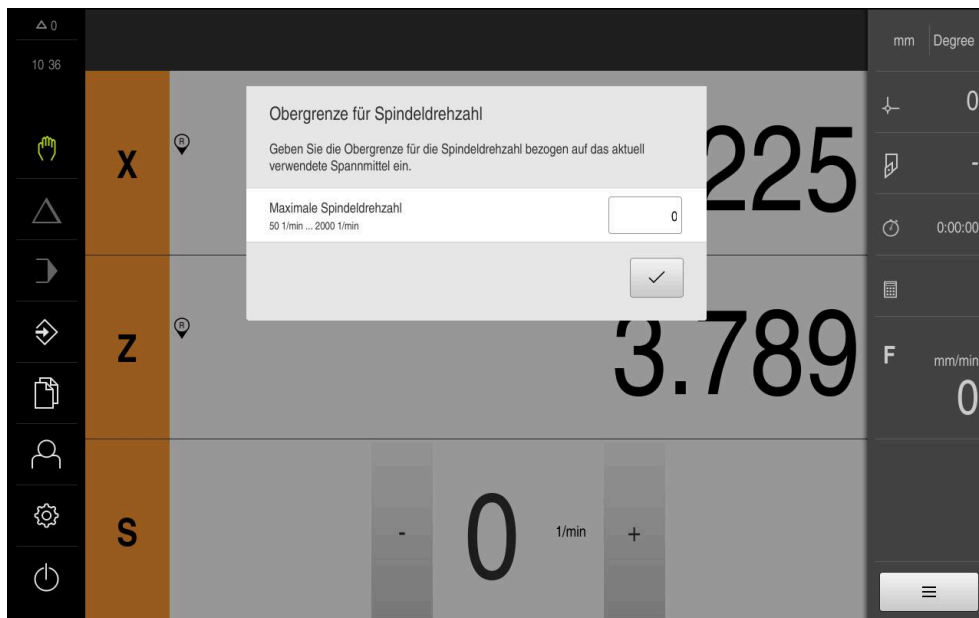 0
10 36
mm
Degree
X
R
225
0
-
0:00:00
Obergrenze für Spindeldrehzahl
Geben Sie die Obergrenze für die Spindeldrehzahl bezogen auf das aktuell
verwendete Spannmittel ein.
Maximale Spindeldrehzahl
50 1/min ... 2000 1/min
0
Z
R
3.789
F
mm/min
0
S
-
0
1/min
+